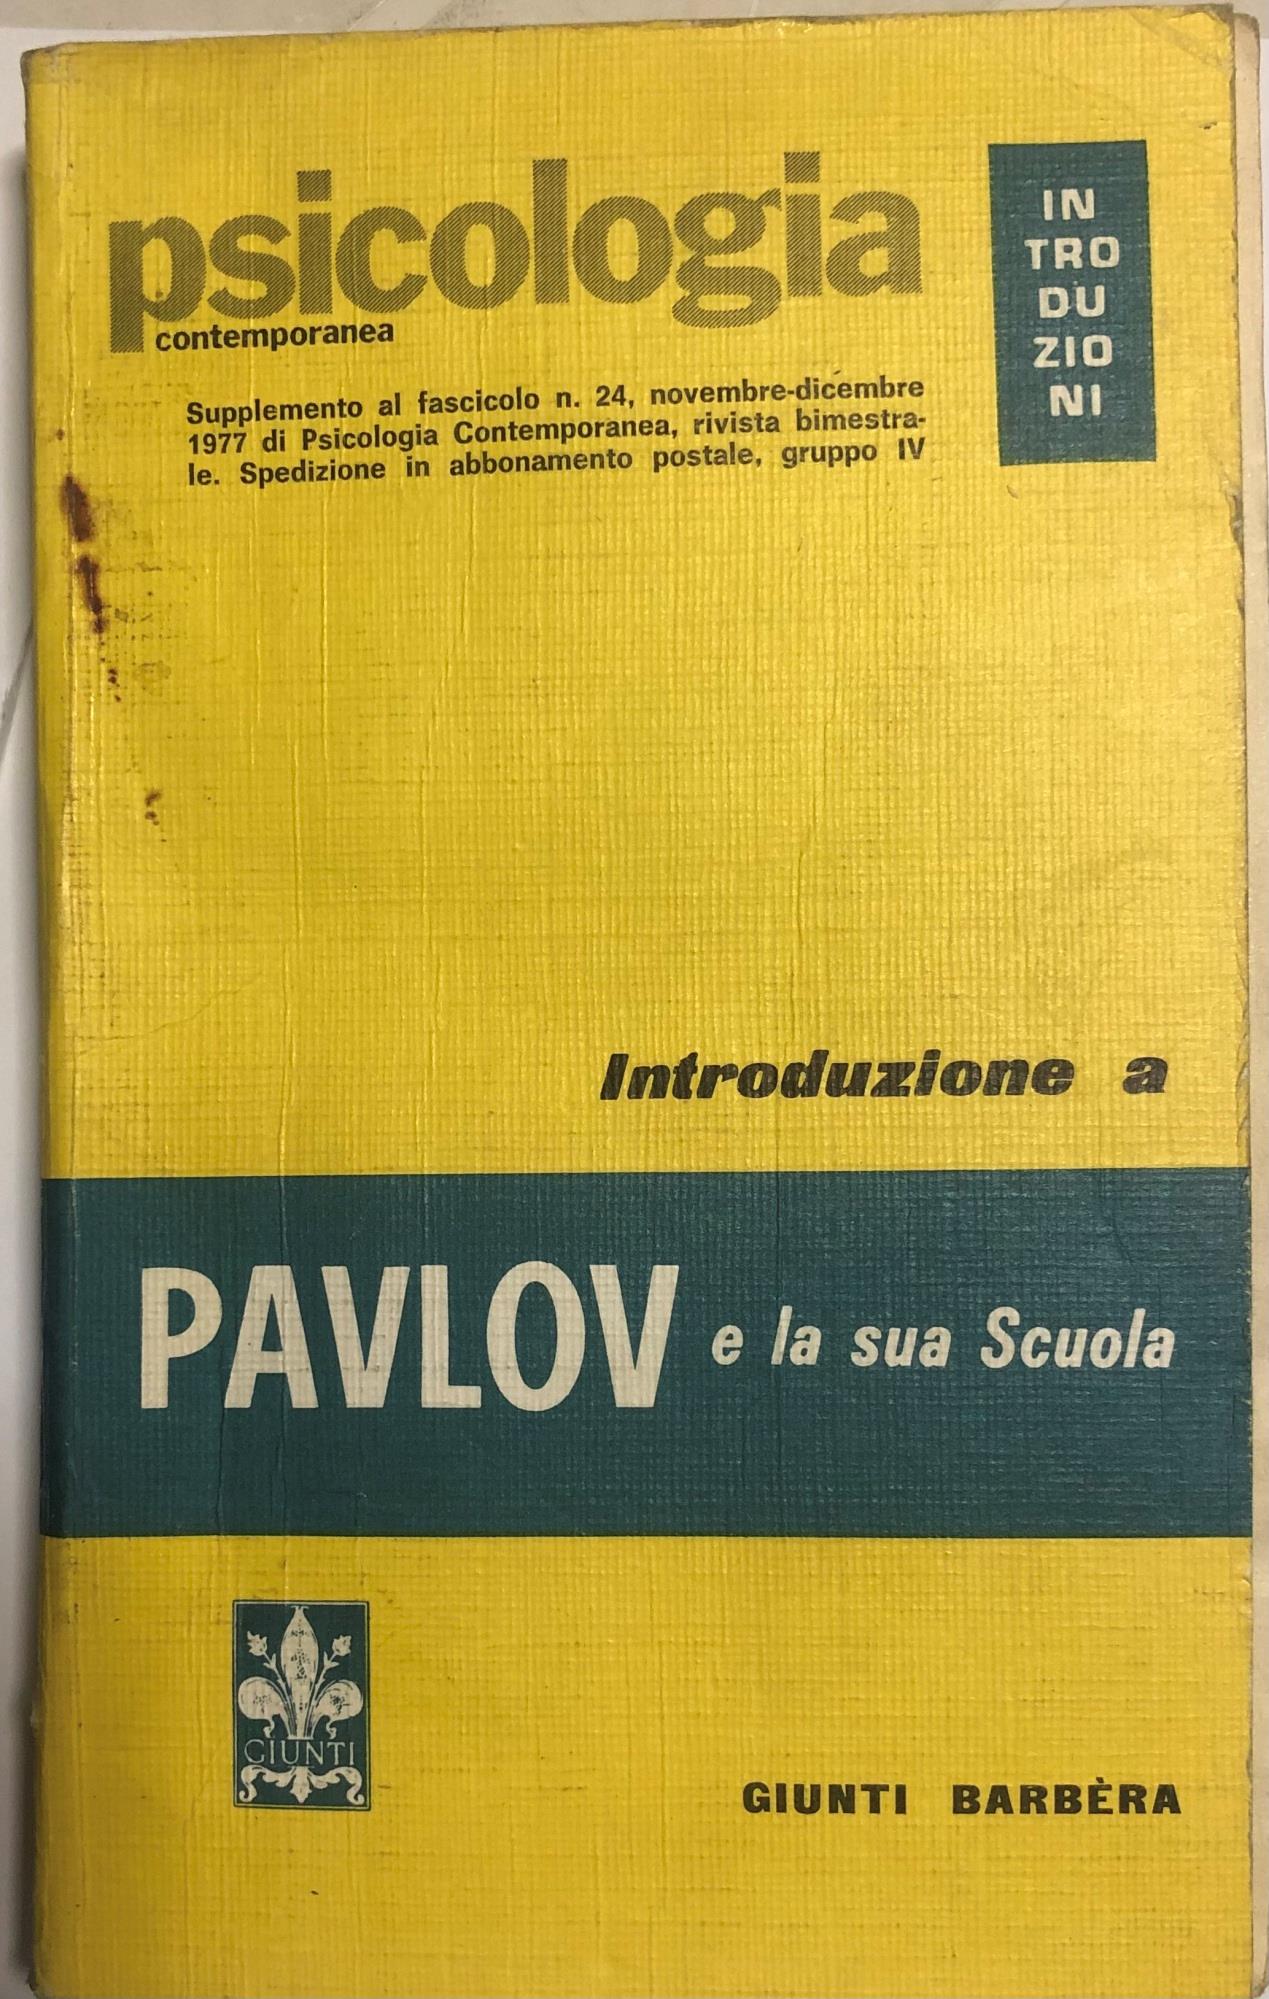 psicologia
contemporanea
IN
TRO
DU
ZIO
NI
Supplemento al fascicolo n. 24, novembre-dicembre
1977 di Psicologia Contemporanea, rivista bimestra-
le. Spedizione in abbonamento postale, gruppo IV
Introduzione a
PAVLOV e la sua Scuola
GIUNTI
GIUNTI BARBÈRA